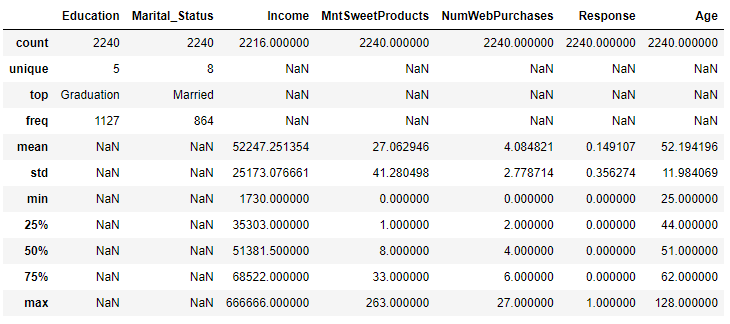 Education Marital_Status Income MntSweetProducts NumWebPurchases Response Age
count 2240 2240 2216.000000 2240.000000 2240.000000 2240.000000 2240.000000
unique 5 8 NaN NaN NaN NaN NaN
top Graduation Married NaN NaN NaN NaN NaN
freq 1127 864 NaN NaN NaN NaN NaN
mean NaN NaN 52247.251354 27.062946 4.084821 0.149107 52.194196
std NaN NaN 25173.076661 41.280498 2.778714 0.356274 11.984069
min NaN NaN 1730.000000 0.000000 0.000000 0.000000 25.000000
25% NaN NaN 35303.000000 1.000000 2.000000 0.000000 44.000000
50% NaN NaN 51381.500000 8.000000 4.000000 0.000000 51.000000
75% NaN NaN 68522.000000 33.000000 6.000000 0.000000 62.000000
max NaN NaN 666666.000000 263.000000 27.000000 1.000000 128.000000